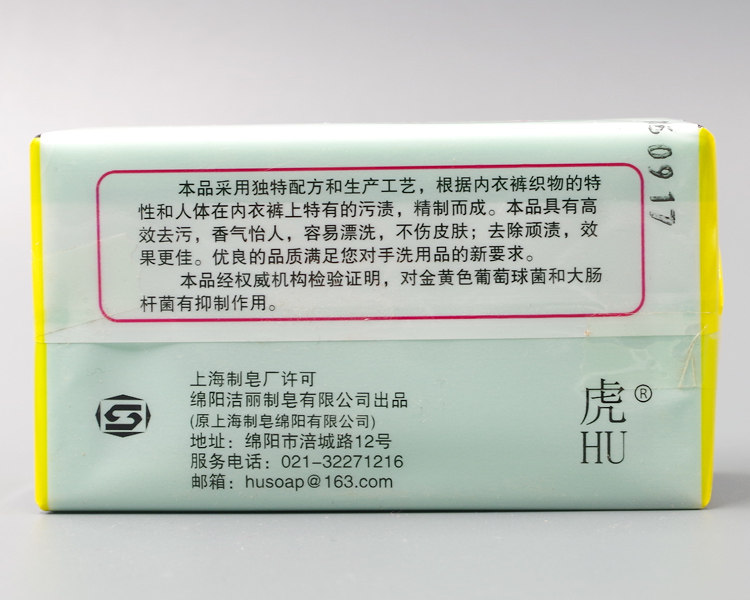 本品采用独特配方和生产工艺，根据内衣裤织物的特
性和人体在内衣裤上特有的污渍，精制而成。本品具有高
效去污，香气怡人，容易漂洗，不伤皮肤；去除顽渍，效
果更佳。优良的品质满足您对手洗用品的新要求。
本品经权威机构检验证明，对金黄色葡萄球菌和大肠
杆菌有抑制作用。
上海制皂厂许可
绵阳洁丽制皂有限公司出品
(原上海制皂绵阳有限公司)
地址：绵阳市涪城路12号
服务电话：021-32271216
邮箱：husoap@163.com
虎®
HU
0917